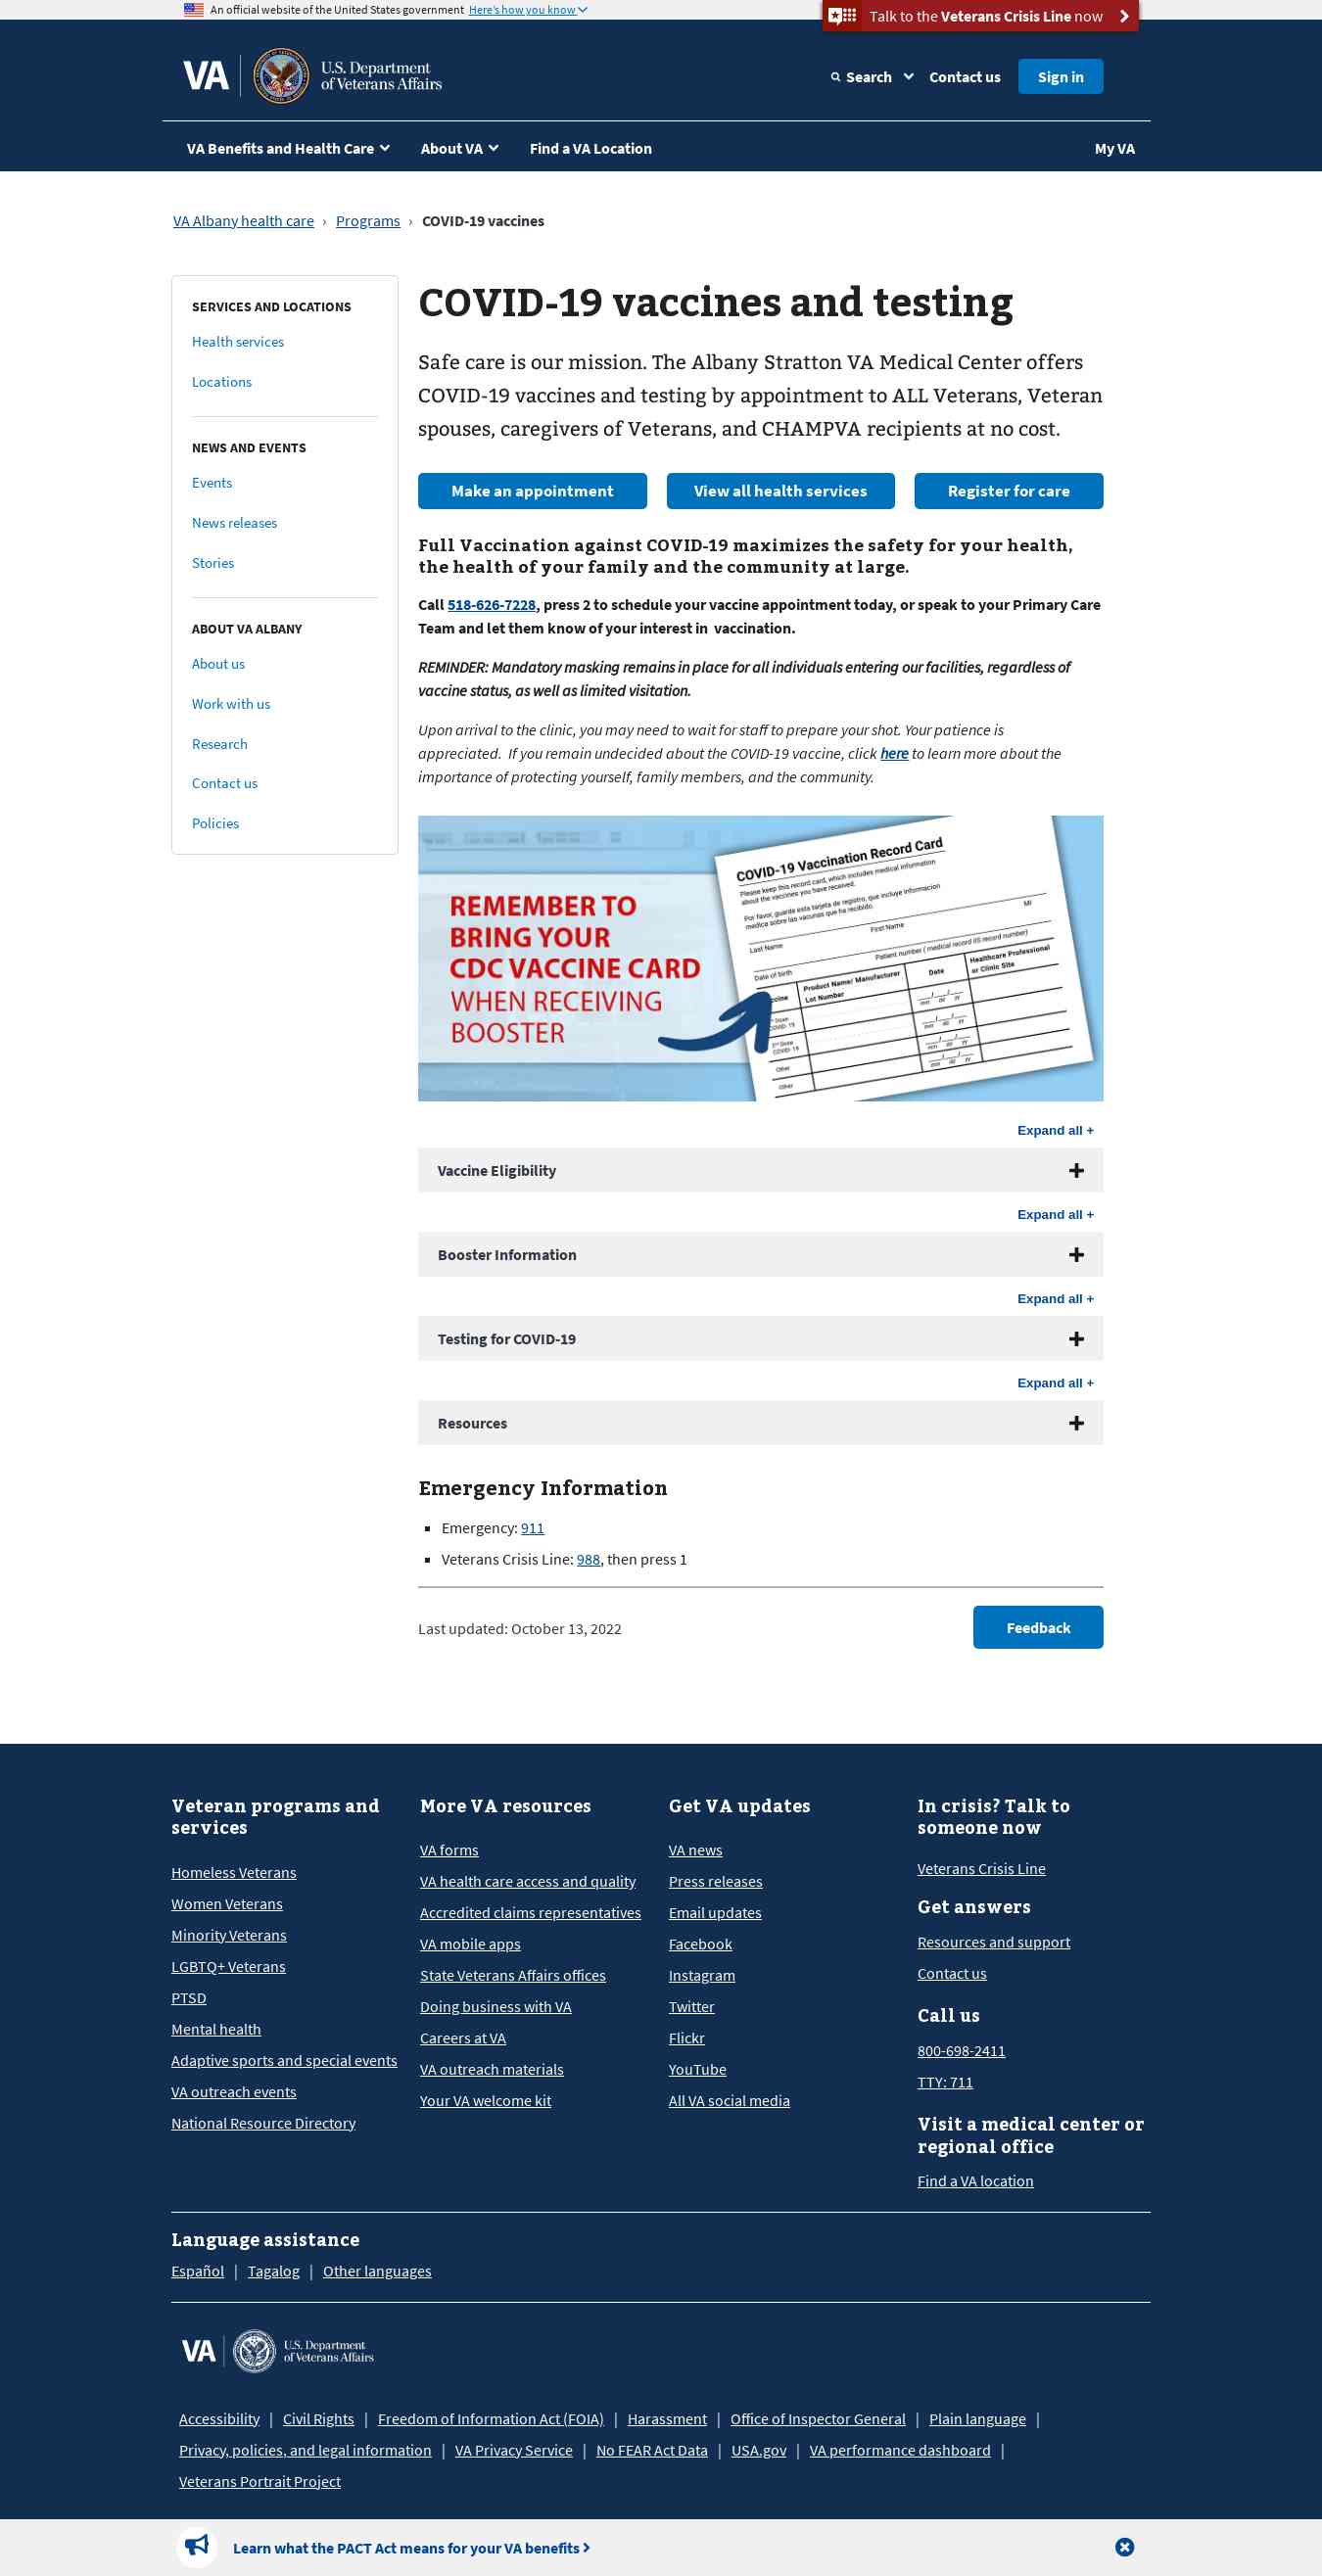 An official website of the United States government Here's how you know
Talk to the Veterans Crisis Line now
VA U.S. Department
of Veterans Affairs
Search Contact us Sign in
VA Benefits and Health Care About VA Find a VA Location My VA
VA Albany health care › Programs › COVID-19 vaccines
SERVICES AND LOCATIONS
Health services
Locations
NEWS AND EVENTS
Events
News releases
Stories
ABOUT VA ALBANY
About us
Work with us
Research
Contact us
Policies
COVID-19 vaccines and testing
Safe care is our mission. The Albany Stratton VA Medical Center offers
COVID-19 vaccines and testing by appointment to ALL Veterans, Veteran
spouses, caregivers of Veterans, and CHAMPVA recipients at no cost.
Make an appointment View all health services Register for care
Full Vaccination against COVID-19 maximizes the safety for your health,
the health of your family and the community at large.
Call 518-626-7228, press 2 to schedule your vaccine appointment today, or speak to your Primary Care
Team and let them know of your interest in vaccination.
REMINDER: Mandatory masking remains in place for all individuals entering our facilities, regardless of
vaccine status, as well as limited visitation.
Upon arrival to the clinic, you may need to wait for staff to prepare your shot. Your patience is
appreciated. If you remain undecided about the COVID-19 vaccine, click here to learn more about the
importance of protecting yourself, family members, and the community.
REMEMBER TO
BRING YOUR
CDC VACCINE CARD
WHEN RECEIVING
BOOSTER
COVID-19 Vaccination Record Card
Please keep this record card, which includes medical information
about the vaccines you have received.
Por favor, guarde esta tarjeta de registro, que incluye información
médica sobre las vacunas que ha recibido.
Last Name First Name MI
Date of birth Patient number (medical record IIS record number)
Product Name/ Manufacturer Date Healthcare Professional
Lot Number or Clinic Site
COVID-19
mm dd yy
COVID-19
mm dd yy
Other
mm dd yy
Other
mm dd yy
Expand all +
Vaccine Eligibility
Expand all +
Booster Information
Expand all +
Testing for COVID-19
Expand all +
Resources
Emergency Information
Emergency: 911
Veterans Crisis Line: 988, then press 1
Last updated: October 13, 2022
Feedback
Veteran programs and
services
Homeless Veterans
Women Veterans
Minority Veterans
LGBTQ+ Veterans
PTSD
Mental health
Adaptive sports and special events
VA outreach events
National Resource Directory
More VA resources
VA forms
VA health care access and quality
Accredited claims representatives
VA mobile apps
State Veterans Affairs offices
Doing business with VA
Careers at VA
VA outreach materials
Your VA welcome kit
Get VA updates
VA news
Press releases
Email updates
Facebook
Instagram
Twitter
Flickr
YouTube
All VA social media
In crisis? Talk to
someone now
Veterans Crisis Line
Get answers
Resources and support
Contact us
Call us
800-698-2411
TTY: 711
Visit a medical center or
regional office
Find a VA location
Language assistance
Español | Tagalog | Other languages
VA U.S. Department
of Veterans Affairs
Accessibility | Civil Rights | Freedom of Information Act (FOIA) | Harassment | Office of Inspector General | Plain language |
Privacy, policies, and legal information | VA Privacy Service | No FEAR Act Data | USA.gov | VA performance dashboard |
Veterans Portrait Project
Learn what the PACT Act means for your VA benefits